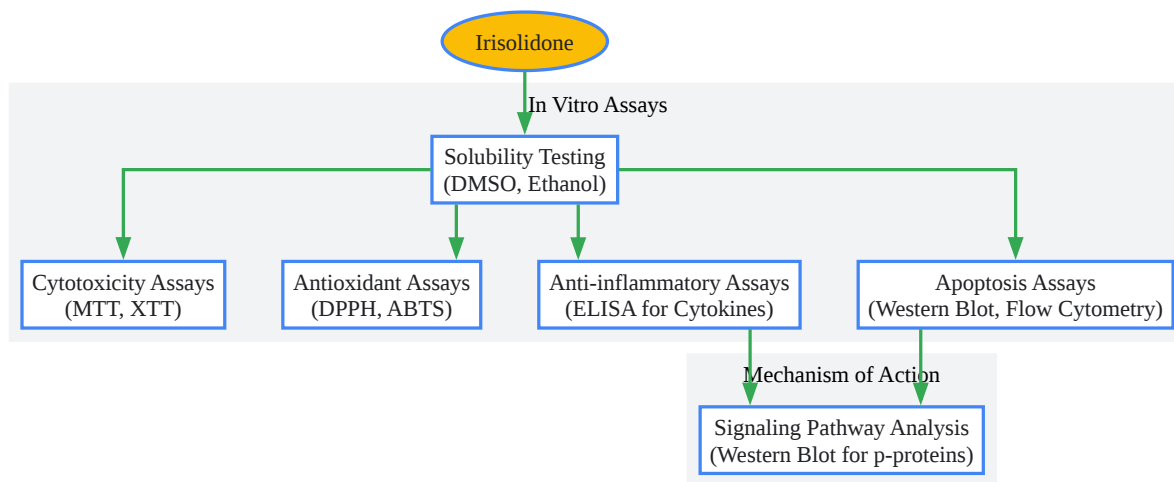 Irisolidone
In Vitro Assays
Solubility Testing
(DMSO, Ethanol)
Cytotoxicity Assays
(MTT, XTT)
Antioxidant Assays
(DPPH, ABTS)
Anti-inflammatory Assays
(ELISA for Cytokines)
Apoptosis Assays
(Western Blot, Flow Cytometry)
Mechanism of Action
Signaling Pathway Analysis
(Western Blot for p-proteins)